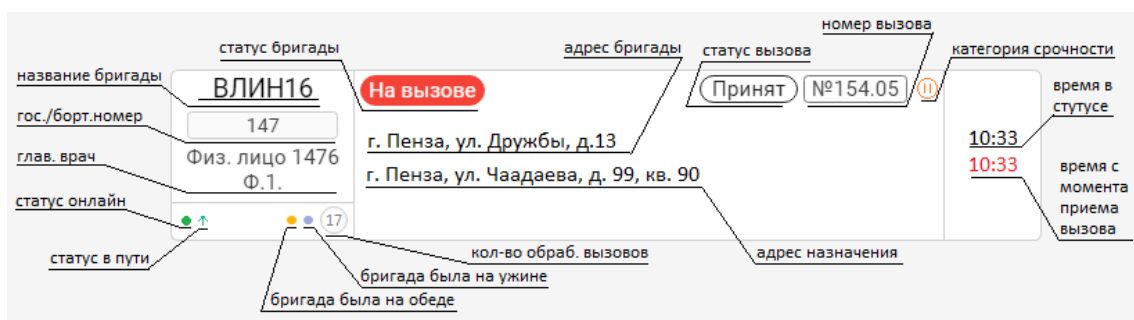 номер вызова
статус бригады
адрес бригады
статус вызова
категория срочности
название бригады
ВЛИН16
На вызове
Принят
№154.05
время в
стутусе
гос./борт.номер
147
г. Пенза, ул. Дружбы, д.13
10:33
глав. врач
Физ. лицо 1476
Ф.1.
г. Пенза, ул. Чаадаева, д. 99, кв. 90
10:33
время с
момента
приема
вызова
статус онлайн
17
статус в пути
кол-во обраб. вызовов
адрес назначения
бригада была на ужине
бригада была на обеде